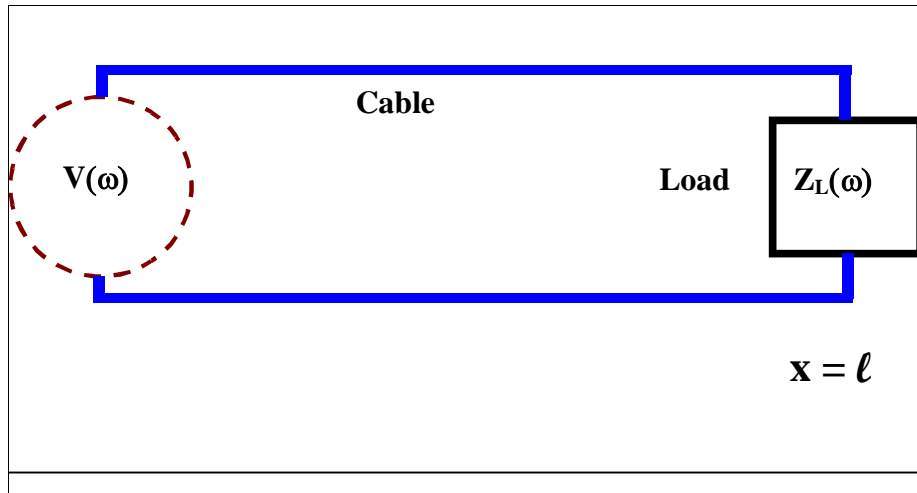 Cable
V(ω)
Load
Z_L(ω)
x = ℓ